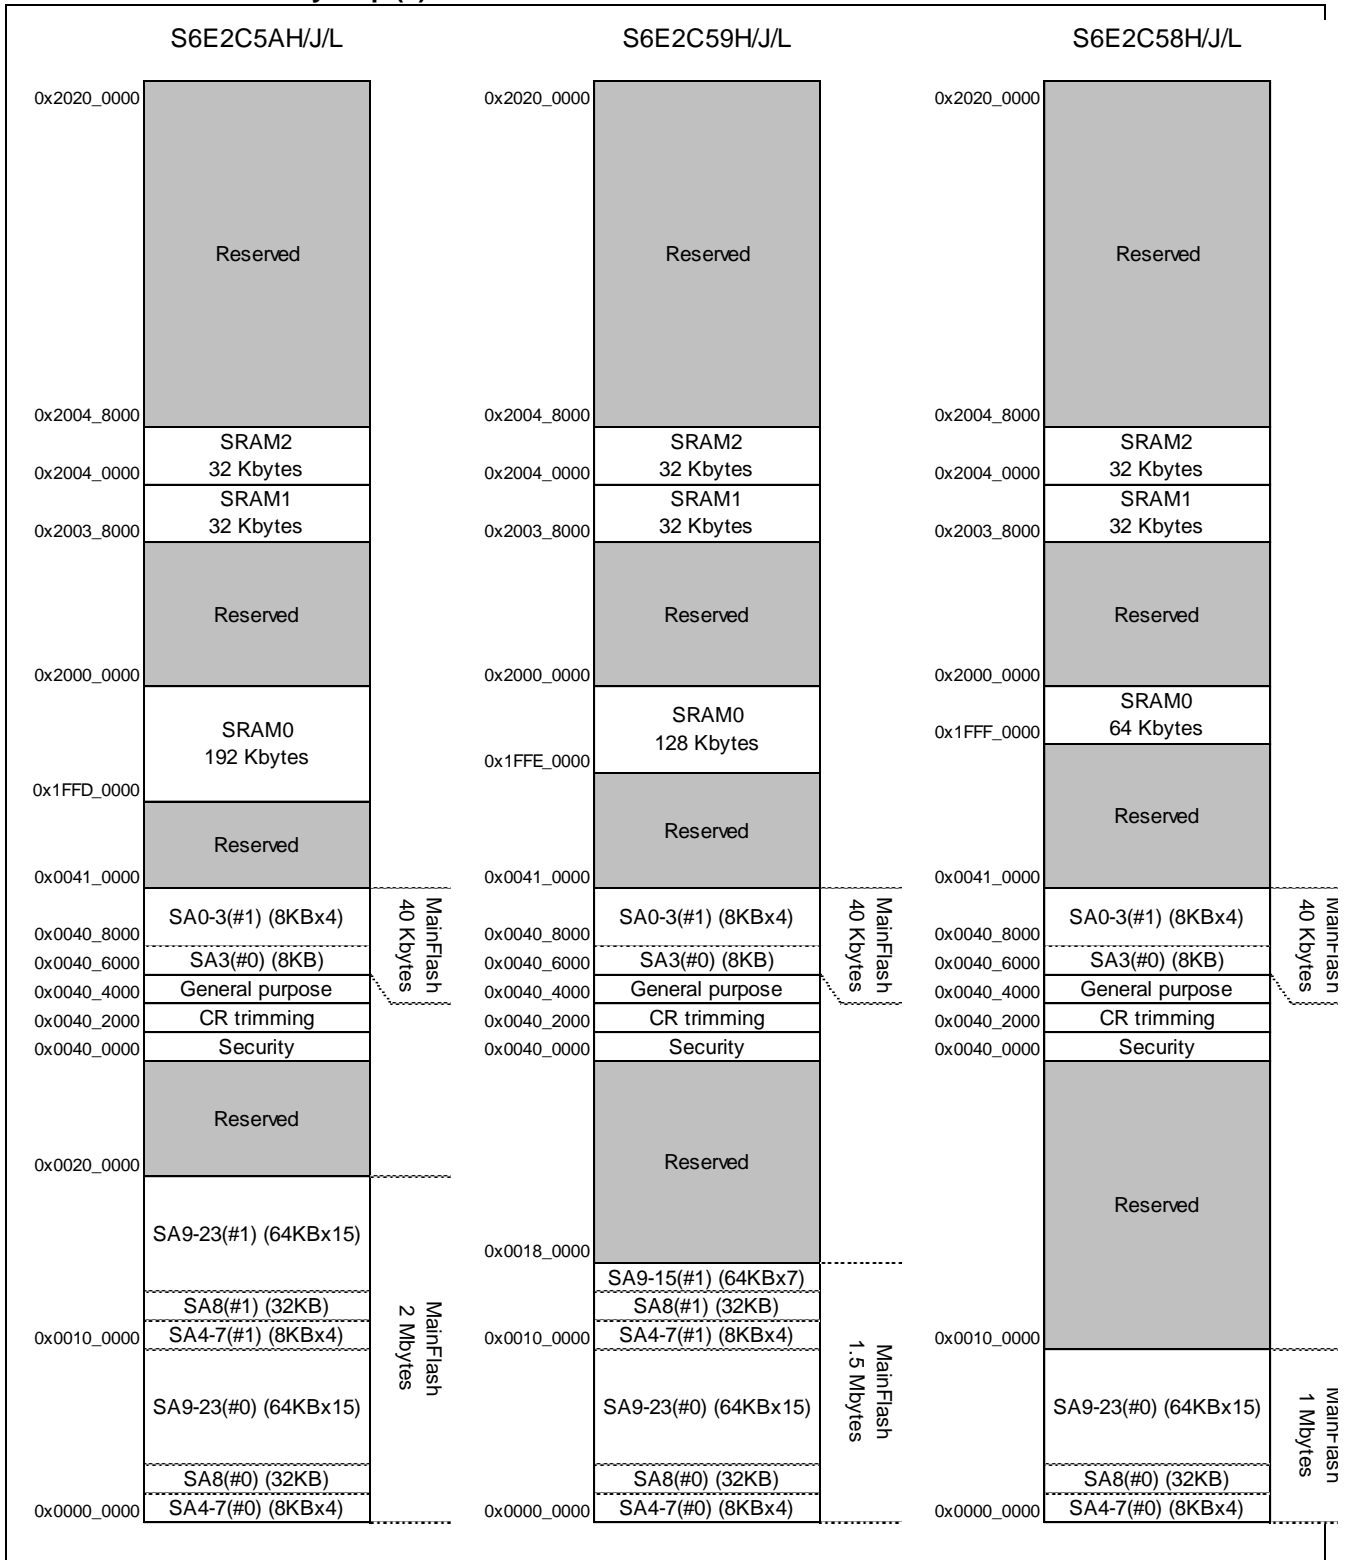 S6E2C5AH/J/L
0x2020_0000
Reserved
0x2004_8000
SRAM2
32 Kbytes
0x2004_0000
SRAM1
32 Kbytes
0x2003_8000
Reserved
0x2000_0000
SRAM0
192 Kbytes
0x1FFD_0000
Reserved
0x0041_0000
SA0-3(#1) (8KBx4)
0x0040_8000
SA3(#0) (8KB)
0x0040_6000
General purpose
0x0040_4000
CR trimming
0x0040_2000
Security
0x0040_0000
MainFlash
40 Kbytes
Reserved
0x0020_0000
SA9-23(#1) (64KBx15)
SA8(#1) (32KB)
SA4-7(#1) (8KBx4)
0x0010_0000
SA9-23(#0) (64KBx15)
SA8(#0) (32KB)
SA4-7(#0) (8KBx4)
0x0000_0000
MainFlash
2 Mbytes
S6E2C59H/J/L
0x2020_0000
Reserved
0x2004_8000
SRAM2
32 Kbytes
0x2004_0000
SRAM1
32 Kbytes
0x2003_8000
Reserved
0x2000_0000
SRAM0
128 Kbytes
0x1FFE_0000
Reserved
0x0041_0000
SA0-3(#1) (8KBx4)
0x0040_8000
SA3(#0) (8KB)
0x0040_6000
General purpose
0x0040_4000
CR trimming
0x0040_2000
Security
0x0040_0000
MainFlash
40 Kbytes
Reserved
0x0018_0000
SA9-15(#1) (64KBx7)
SA8(#1) (32KB)
SA4-7(#1) (8KBx4)
0x0010_0000
SA9-23(#0) (64KBx15)
SA8(#0) (32KB)
SA4-7(#0) (8KBx4)
0x0000_0000
MainFlash
1.5 Mbytes
S6E2C58H/J/L
0x2020_0000
Reserved
0x2004_8000
SRAM2
32 Kbytes
0x2004_0000
SRAM1
32 Kbytes
0x2003_8000
Reserved
0x2000_0000
SRAM0
64 Kbytes
0x1FFF_0000
Reserved
0x0041_0000
SA0-3(#1) (8KBx4)
0x0040_8000
SA3(#0) (8KB)
0x0040_6000
General purpose
0x0040_4000
CR trimming
0x0040_2000
Security
0x0040_0000
MainFlash
40 Kbytes
Reserved
0x0010_0000
SA9-23(#0) (64KBx15)
SA8(#0) (32KB)
SA4-7(#0) (8KBx4)
0x0000_0000
MainFlash
1 Mbytes